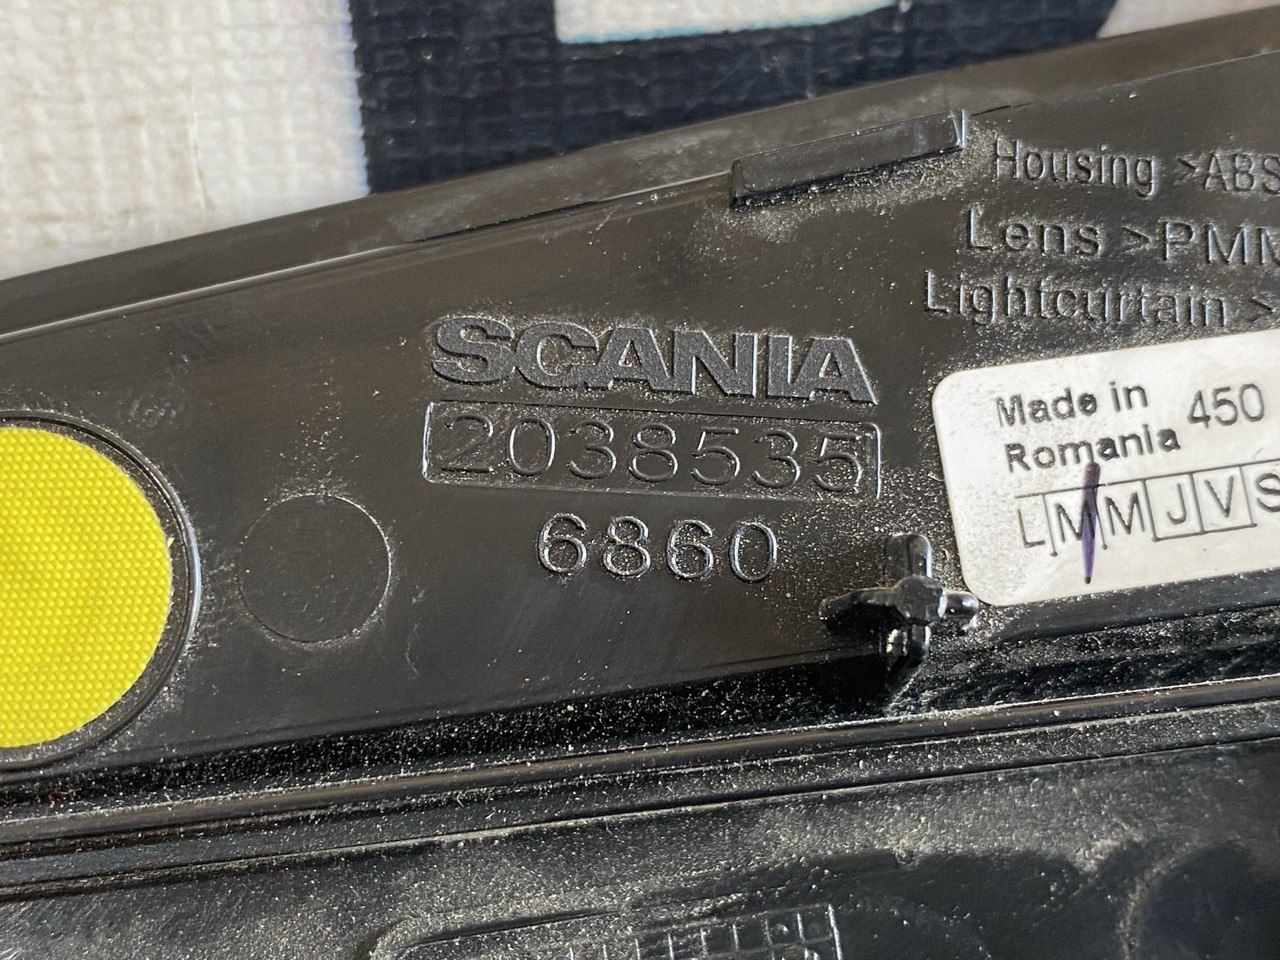 Housing >ABS
Lens >PMM
Lightcurtain >
SCANIA
2038535
6860
Made in
Romania 450
L M M J V S